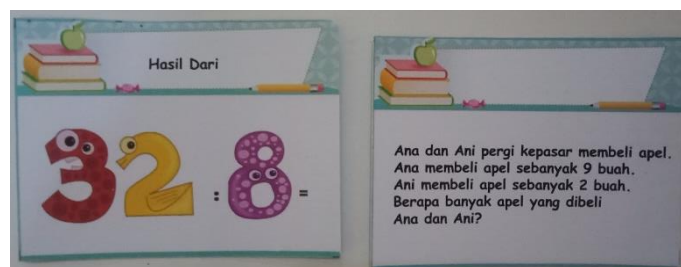 Hasil Dari
32 : 8 =
Ana dan Ani pergi kepasar membeli apel.
Ana membeli apel sebanyak 9 buah.
Ani membeli apel sebanyak 2 buah.
Berapa banyak apel yang dibeli
Ana dan Ani?